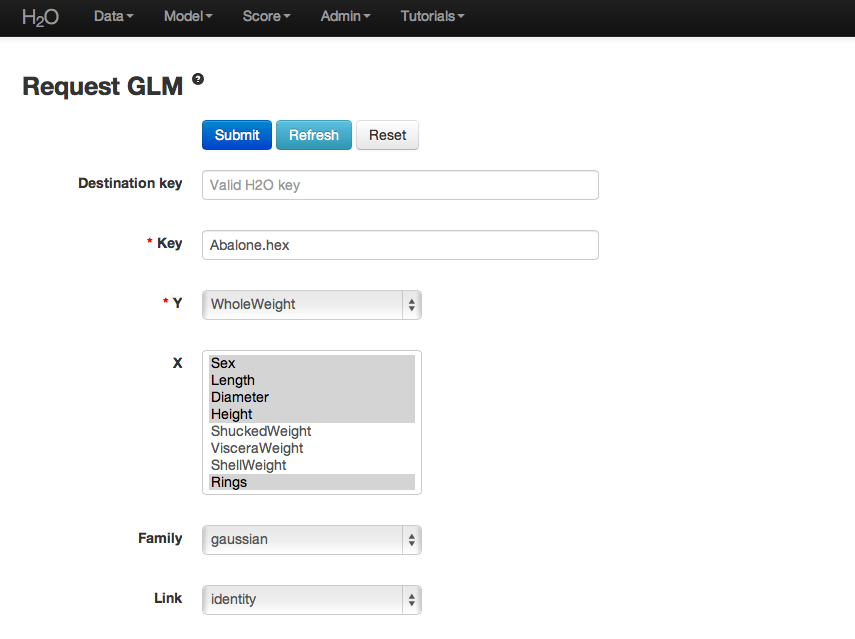 H2O Data Model Score Admin Tutorials
Request GLM ?
Submit Refresh Reset
Destination key Valid H2O key
* Key Abalone.hex
* Y WholeWeight
X Sex
Length
Diameter
Height
ShuckedWeight
VisceraWeight
ShellWeight
Rings
Family gaussian
Link identity